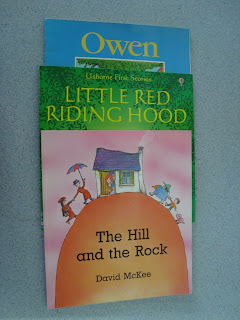 Owen
Usborne First Stories
LITTLE RED
RIDING HOOD
The Hill
and the Rock
David McKee